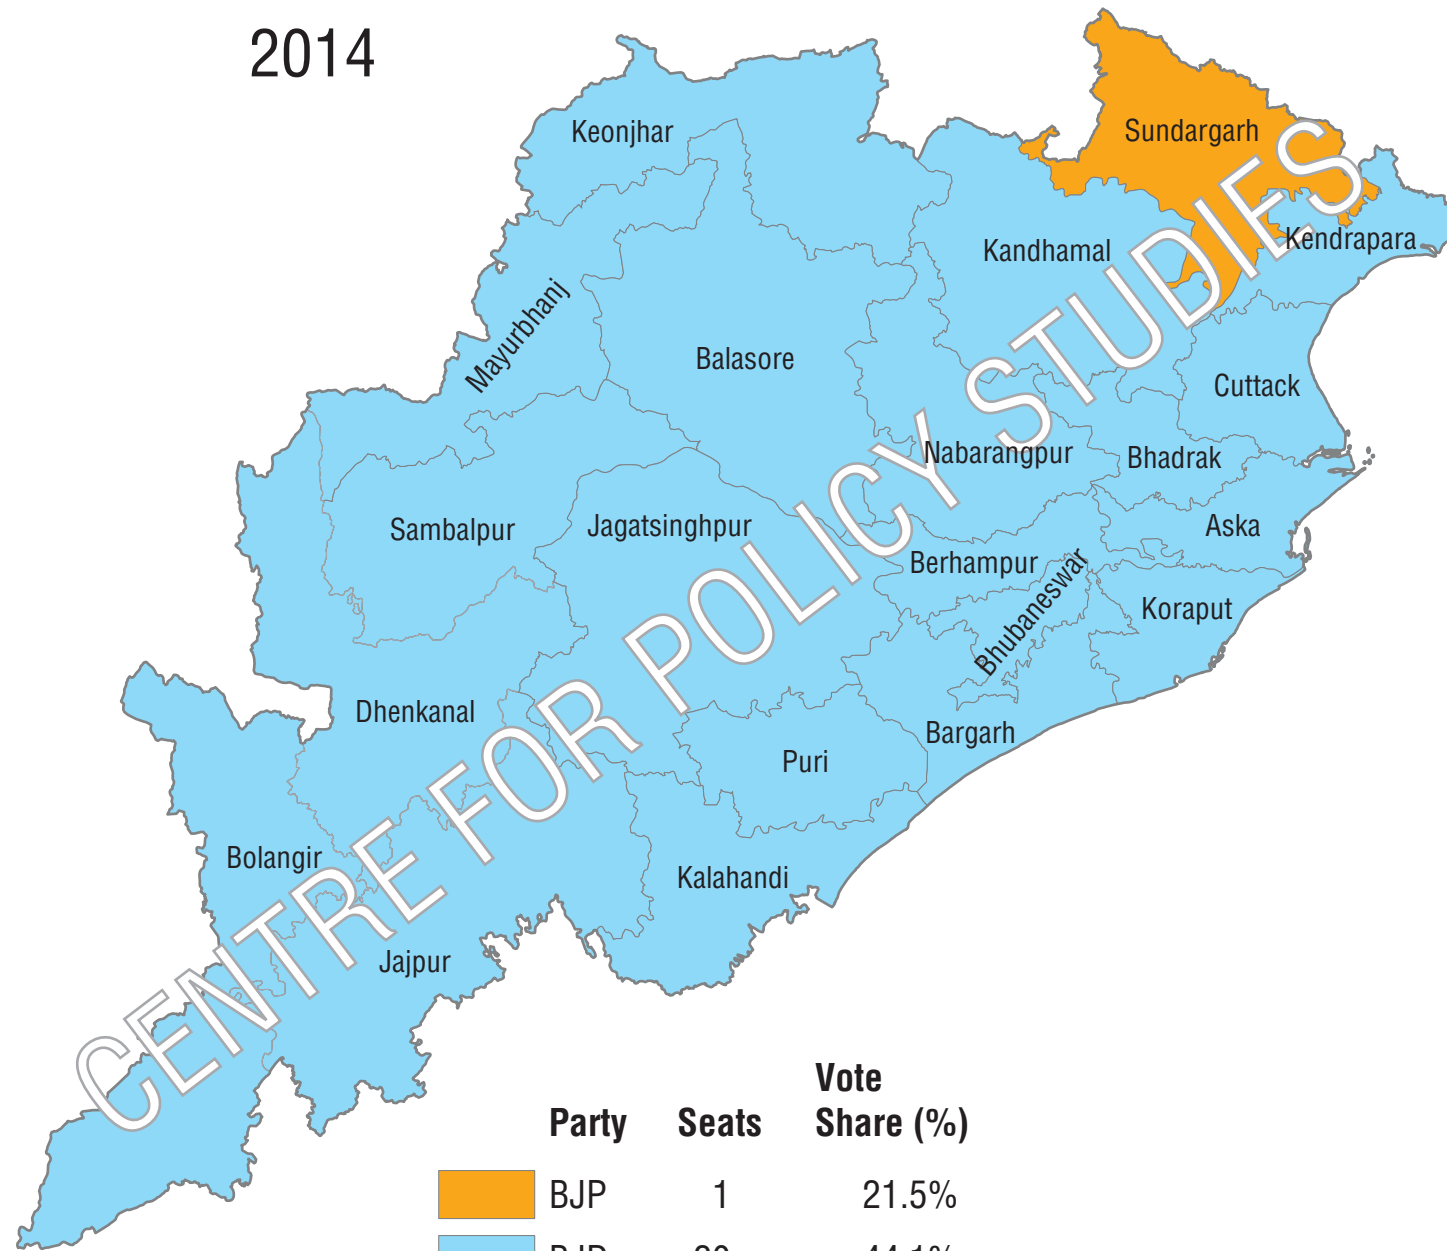 2014
Keonjhar
Sundargarh
Kandhamal
Kendrapara
Mayurbhanj
Balasore
Cuttack
Nabarangpur
Bhadrak
Sambalpur
Jagatsinghpur
Aska
Berhampur
Bhubaneswar
Koraput
Dhenkanal
Bargarh
Puri
Bolangir
Kalahandi
Jajpur
CENTRE FOR POLICY STUDIES
Vote
Party Seats Share (%)
BJP 1 21.5%